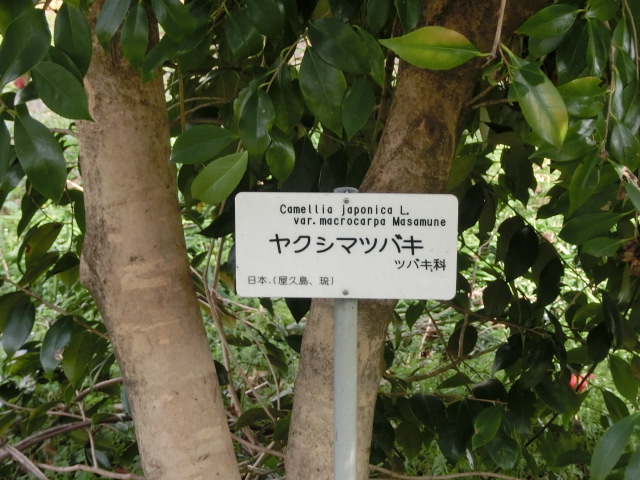 Camellia japonica L.
var.macrocarpa Masamune
ヤクシマツバキ
ツバキ科
日本.(屋久島、琉)